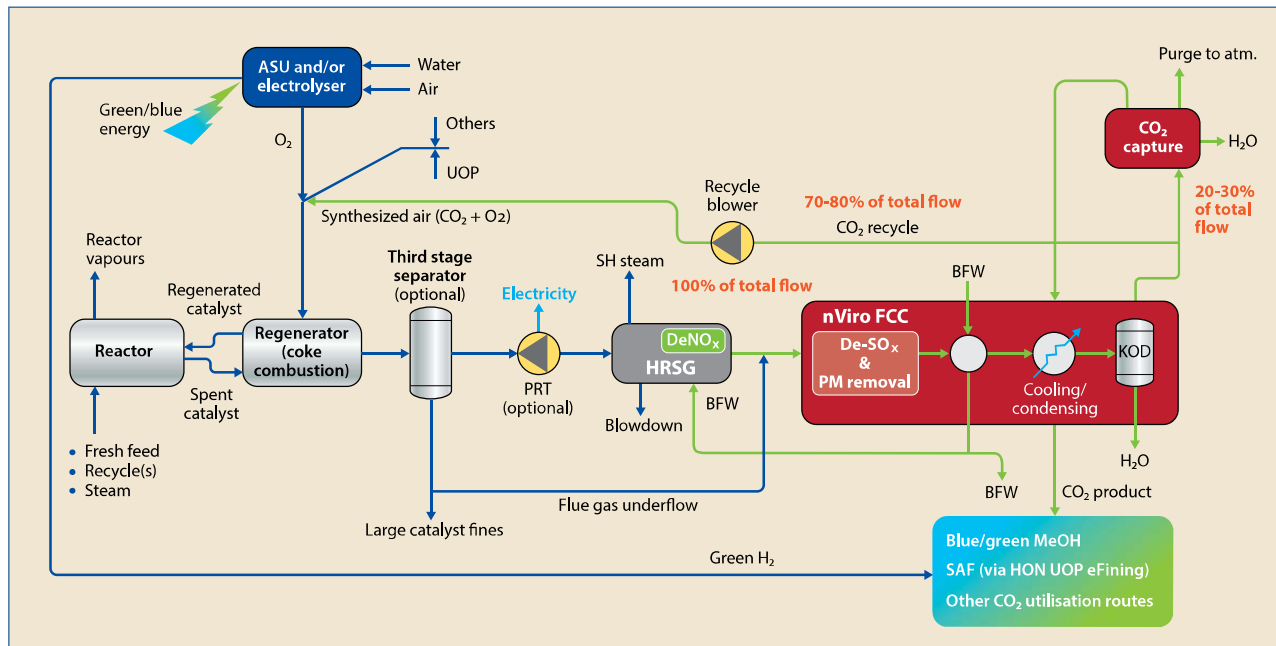 ASU and/or
electrolyser
Water
Air
Green/blue
energy
O₂
Others
UOP
Purge to atm.
CO₂
capture
H₂O
Recycle
blower
70-80% of total flow
CO₂ recycle
20-30%
of total
flow
Synthesized air (CO₂ + O2)
Reactor
vapours
Regenerated
catalyst
Third stage
separator
(optional)
SH steam
100% of total flow
BFW
Electricity
nViro FCC
Reactor
Regenerator
(coke
combustion)
DeNOₓ
HRSG
De-SOₓ
&
PM removal
KOD
Spent
catalyst
PRT
(optional)
BFW
Blowdown
Cooling/
condensing
• Fresh feed
• Recycle(s)
• Steam
H₂O
BFW
CO₂ product
Flue gas underflow
Large catalyst fines
Green H₂
Blue/green MeOH
SAF (via HON UOP eFining)
Other CO₂ utilisation routes